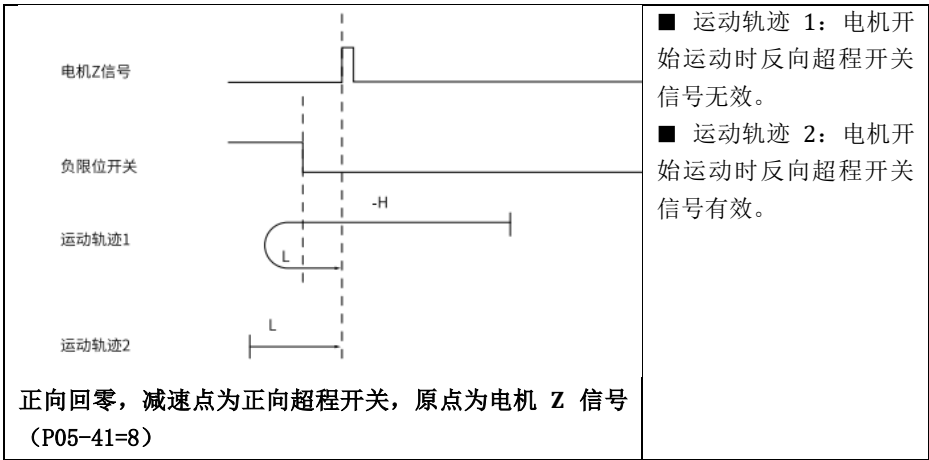 电机Z信号
负限位开关
-H
运动轨迹1
L
L
运动轨迹2
正向回零，减速点为正向超程开关，原点为电机 Z 信号
（P05-41=8）
■ 运动轨迹 1：电机开
始运动时反向超程开关
信号无效。
■ 运动轨迹 2：电机开
始运动时反向超程开关
信号有效。